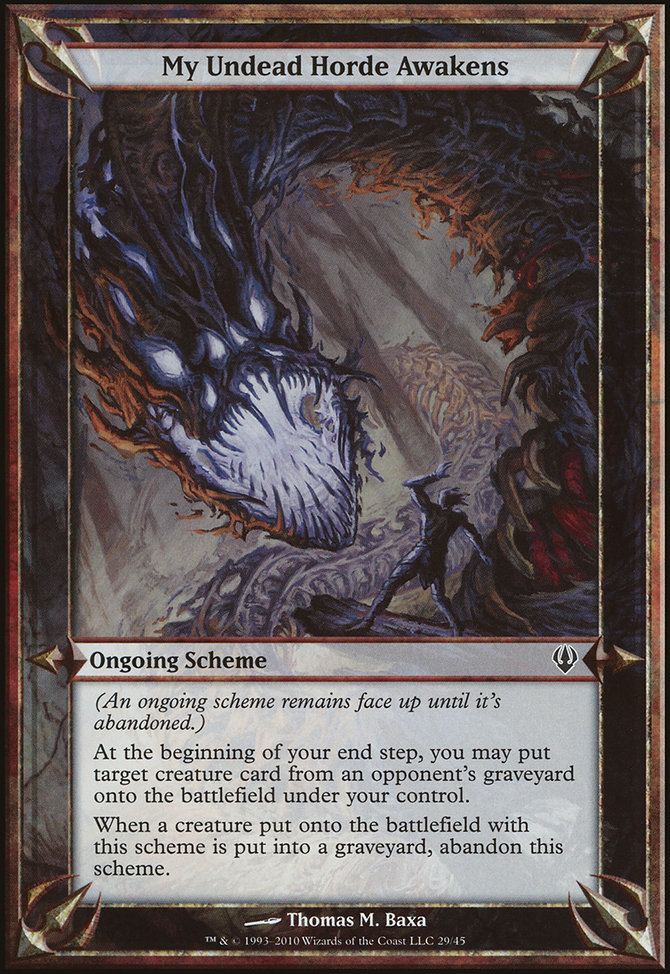 My Undead Horde Awakens
Ongoing Scheme
(An ongoing scheme remains face up until it's
abandoned.)
At the beginning of your end step, you may put
target creature card from an opponent's graveyard
onto the battlefield under your control.
When a creature put onto the battlefield with
this scheme is put into a graveyard, abandon this
scheme.
Thomas M. Baxa
™ & © 1993–2010 Wizards of the Coast LLC 29/45